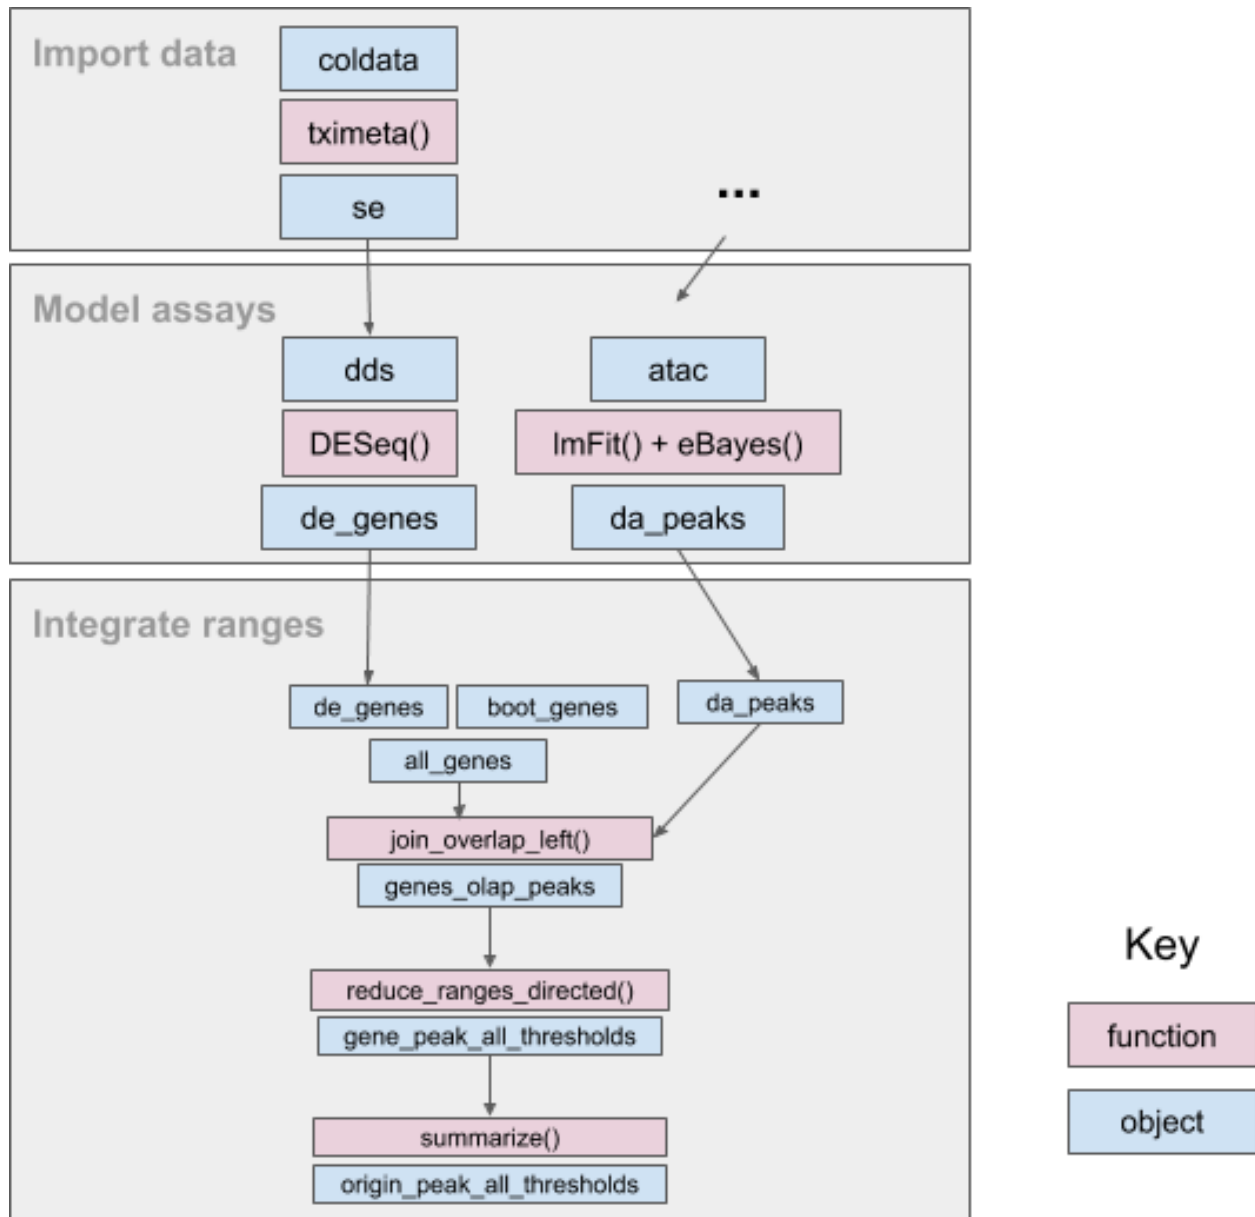 Import data
coldata
tximeta()
se
...
Model assays
dds
atac
DESeq()
lmFit() + eBayes()
de_genes
da_peaks
Integrate ranges
de_genes
boot_genes
da_peaks
all_genes
join_overlap_left()
genes_olap_peaks
reduce_ranges_directed()
gene_peak_all_thresholds
summarize()
origin_peak_all_thresholds
Key
function
object